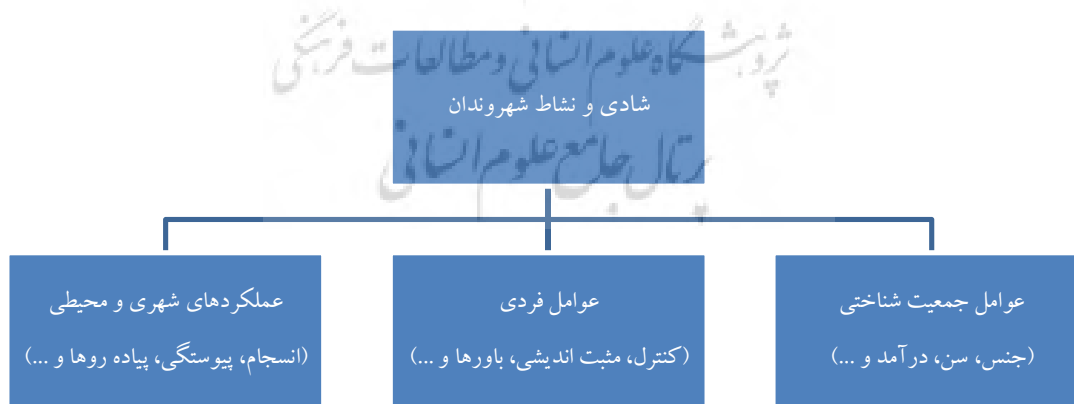 پژوهشگاه علوم انسانی و مطالعات فرهنگی
شادی و نشاط شهروندان
پرتال جامع علوم انسانی
عوامل جمعیت شناختی
(جنس، سن، درآمد و ...)
عوامل فردی
(کنترل، مثبت اندیشی، باورها و ...)
عملکردهای شهری و محیطی
(انسجام، پیوستگی، پیاده روها و ...)